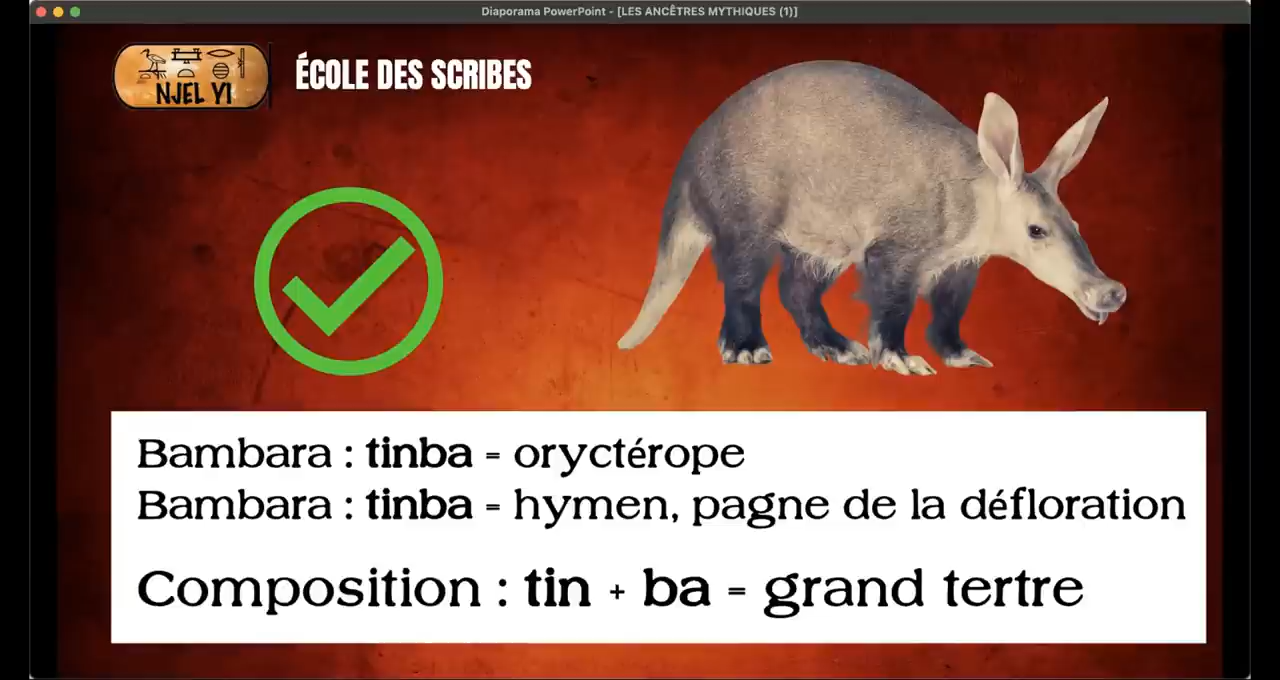 Diaporama PowerPoint - [LES ANCÊTRES MYTHIQUES (1)]
NJEL YI
ÉCOLE DES SCRIBES
Bambara : tinba = oryctérope
Bambara : tinba = hymen, pagne de la défloration
Composition : tin + ba = grand tertre